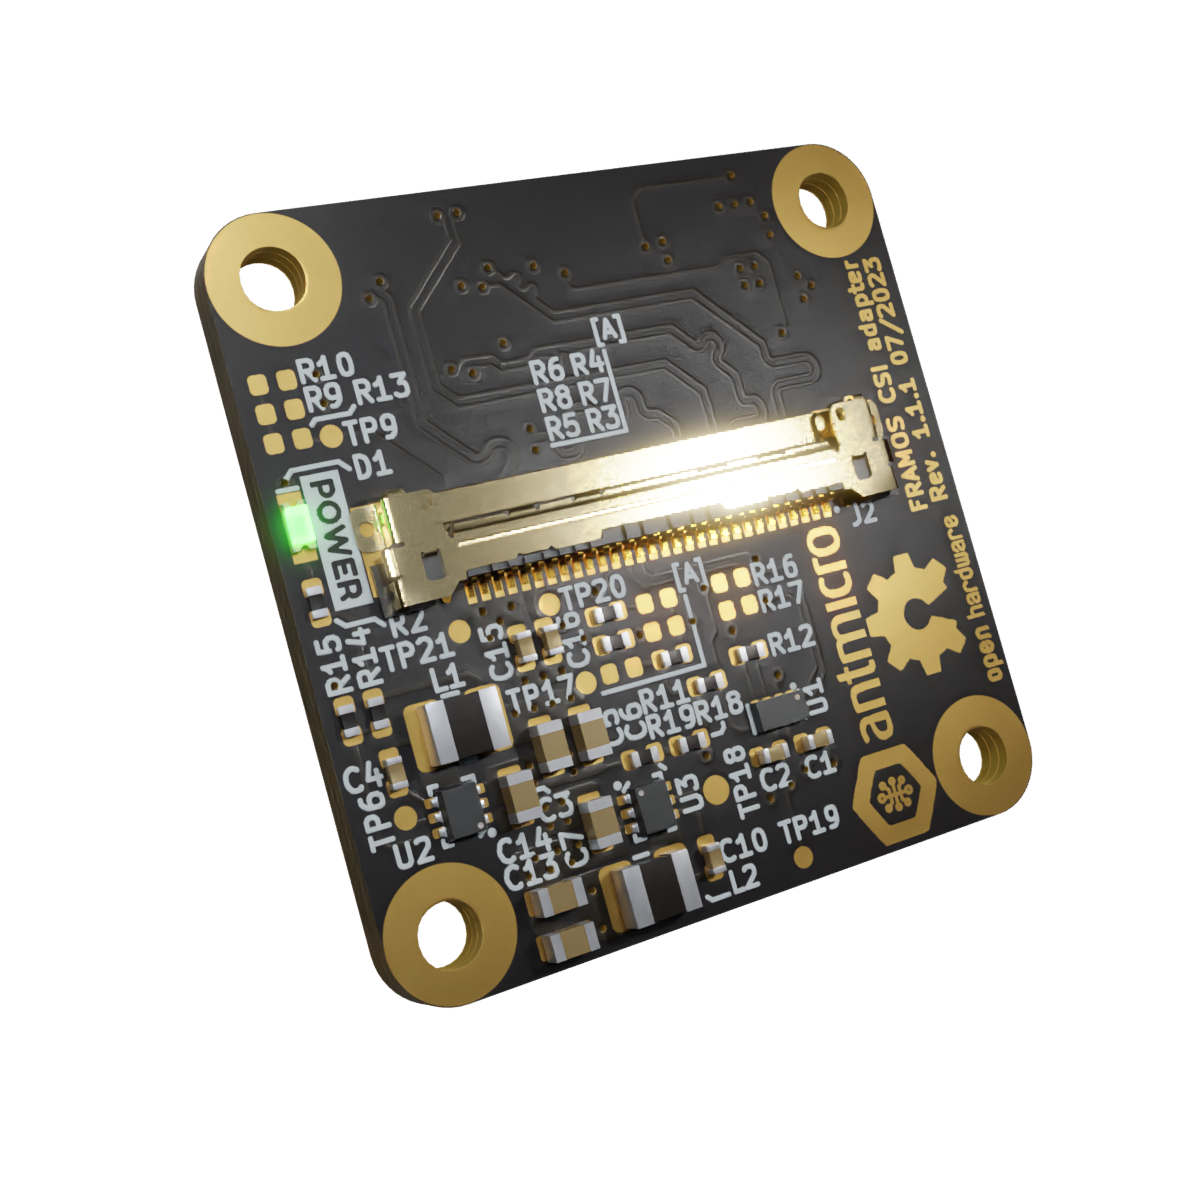 [A]
R6 R4
R8 R7
R5 R3
R10
R9 R13
TP9
D1
POWER
J2
FRAMOS CSI adapter
Rev. 1.1.1 07/2023
antmicro
open hardware
TP20
[A]
R16
R17
R12
R2
TP21
R15
R14
C15
C16
L1
TP17
R11
R19
R18
U1
C4
TP6
U2
C3
U3
TP18
C2
C1
C14
C7
C13
C10
L2
TP19